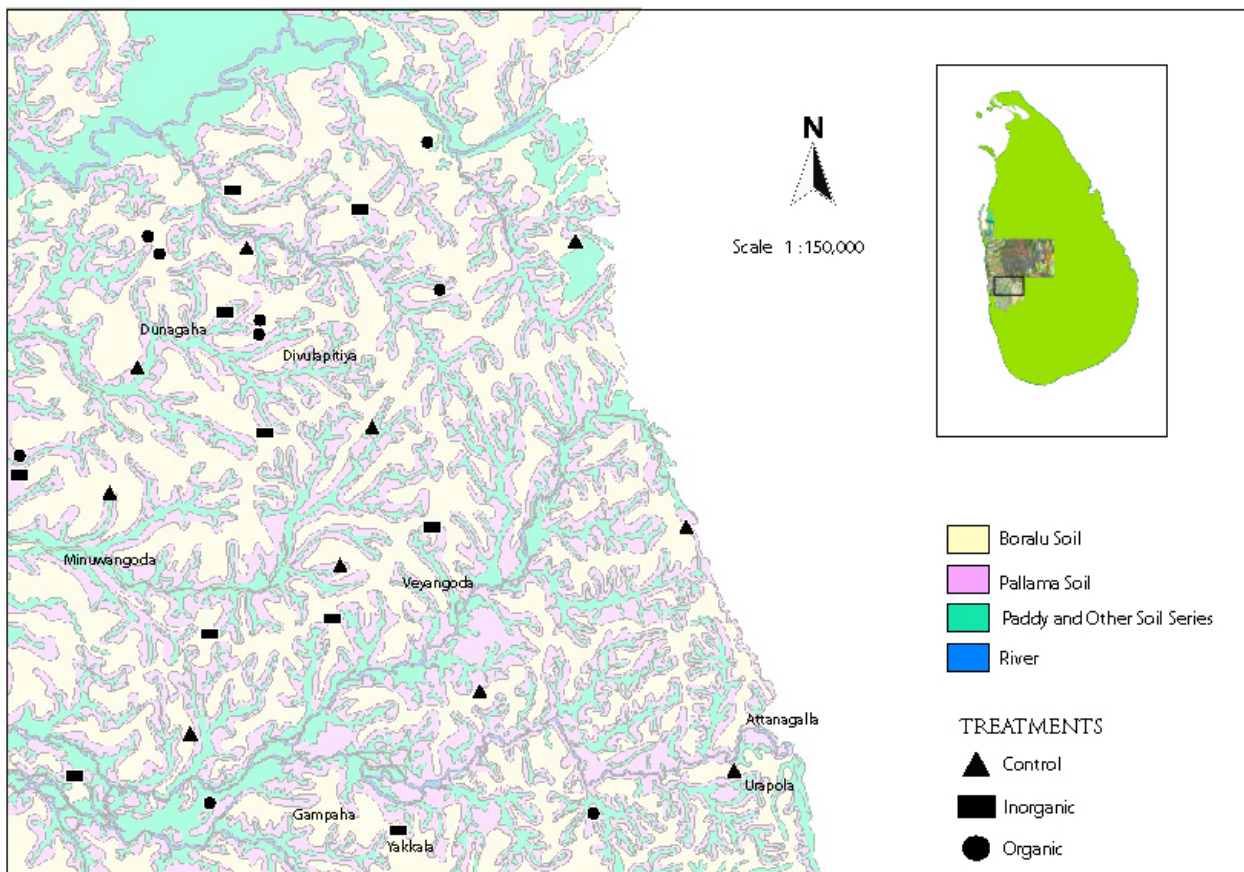 N
Scale 1 : 150,000
Dunagaha
Divulapitiya
Minuwangoda
Veyangoda
Attanagalla
Urapola
Gampaha
Yakkala
Boralu Soil
Pallama Soil
Paddy and Other Soil Series
River
TREATMENTS
Control
Inorganic
Organic